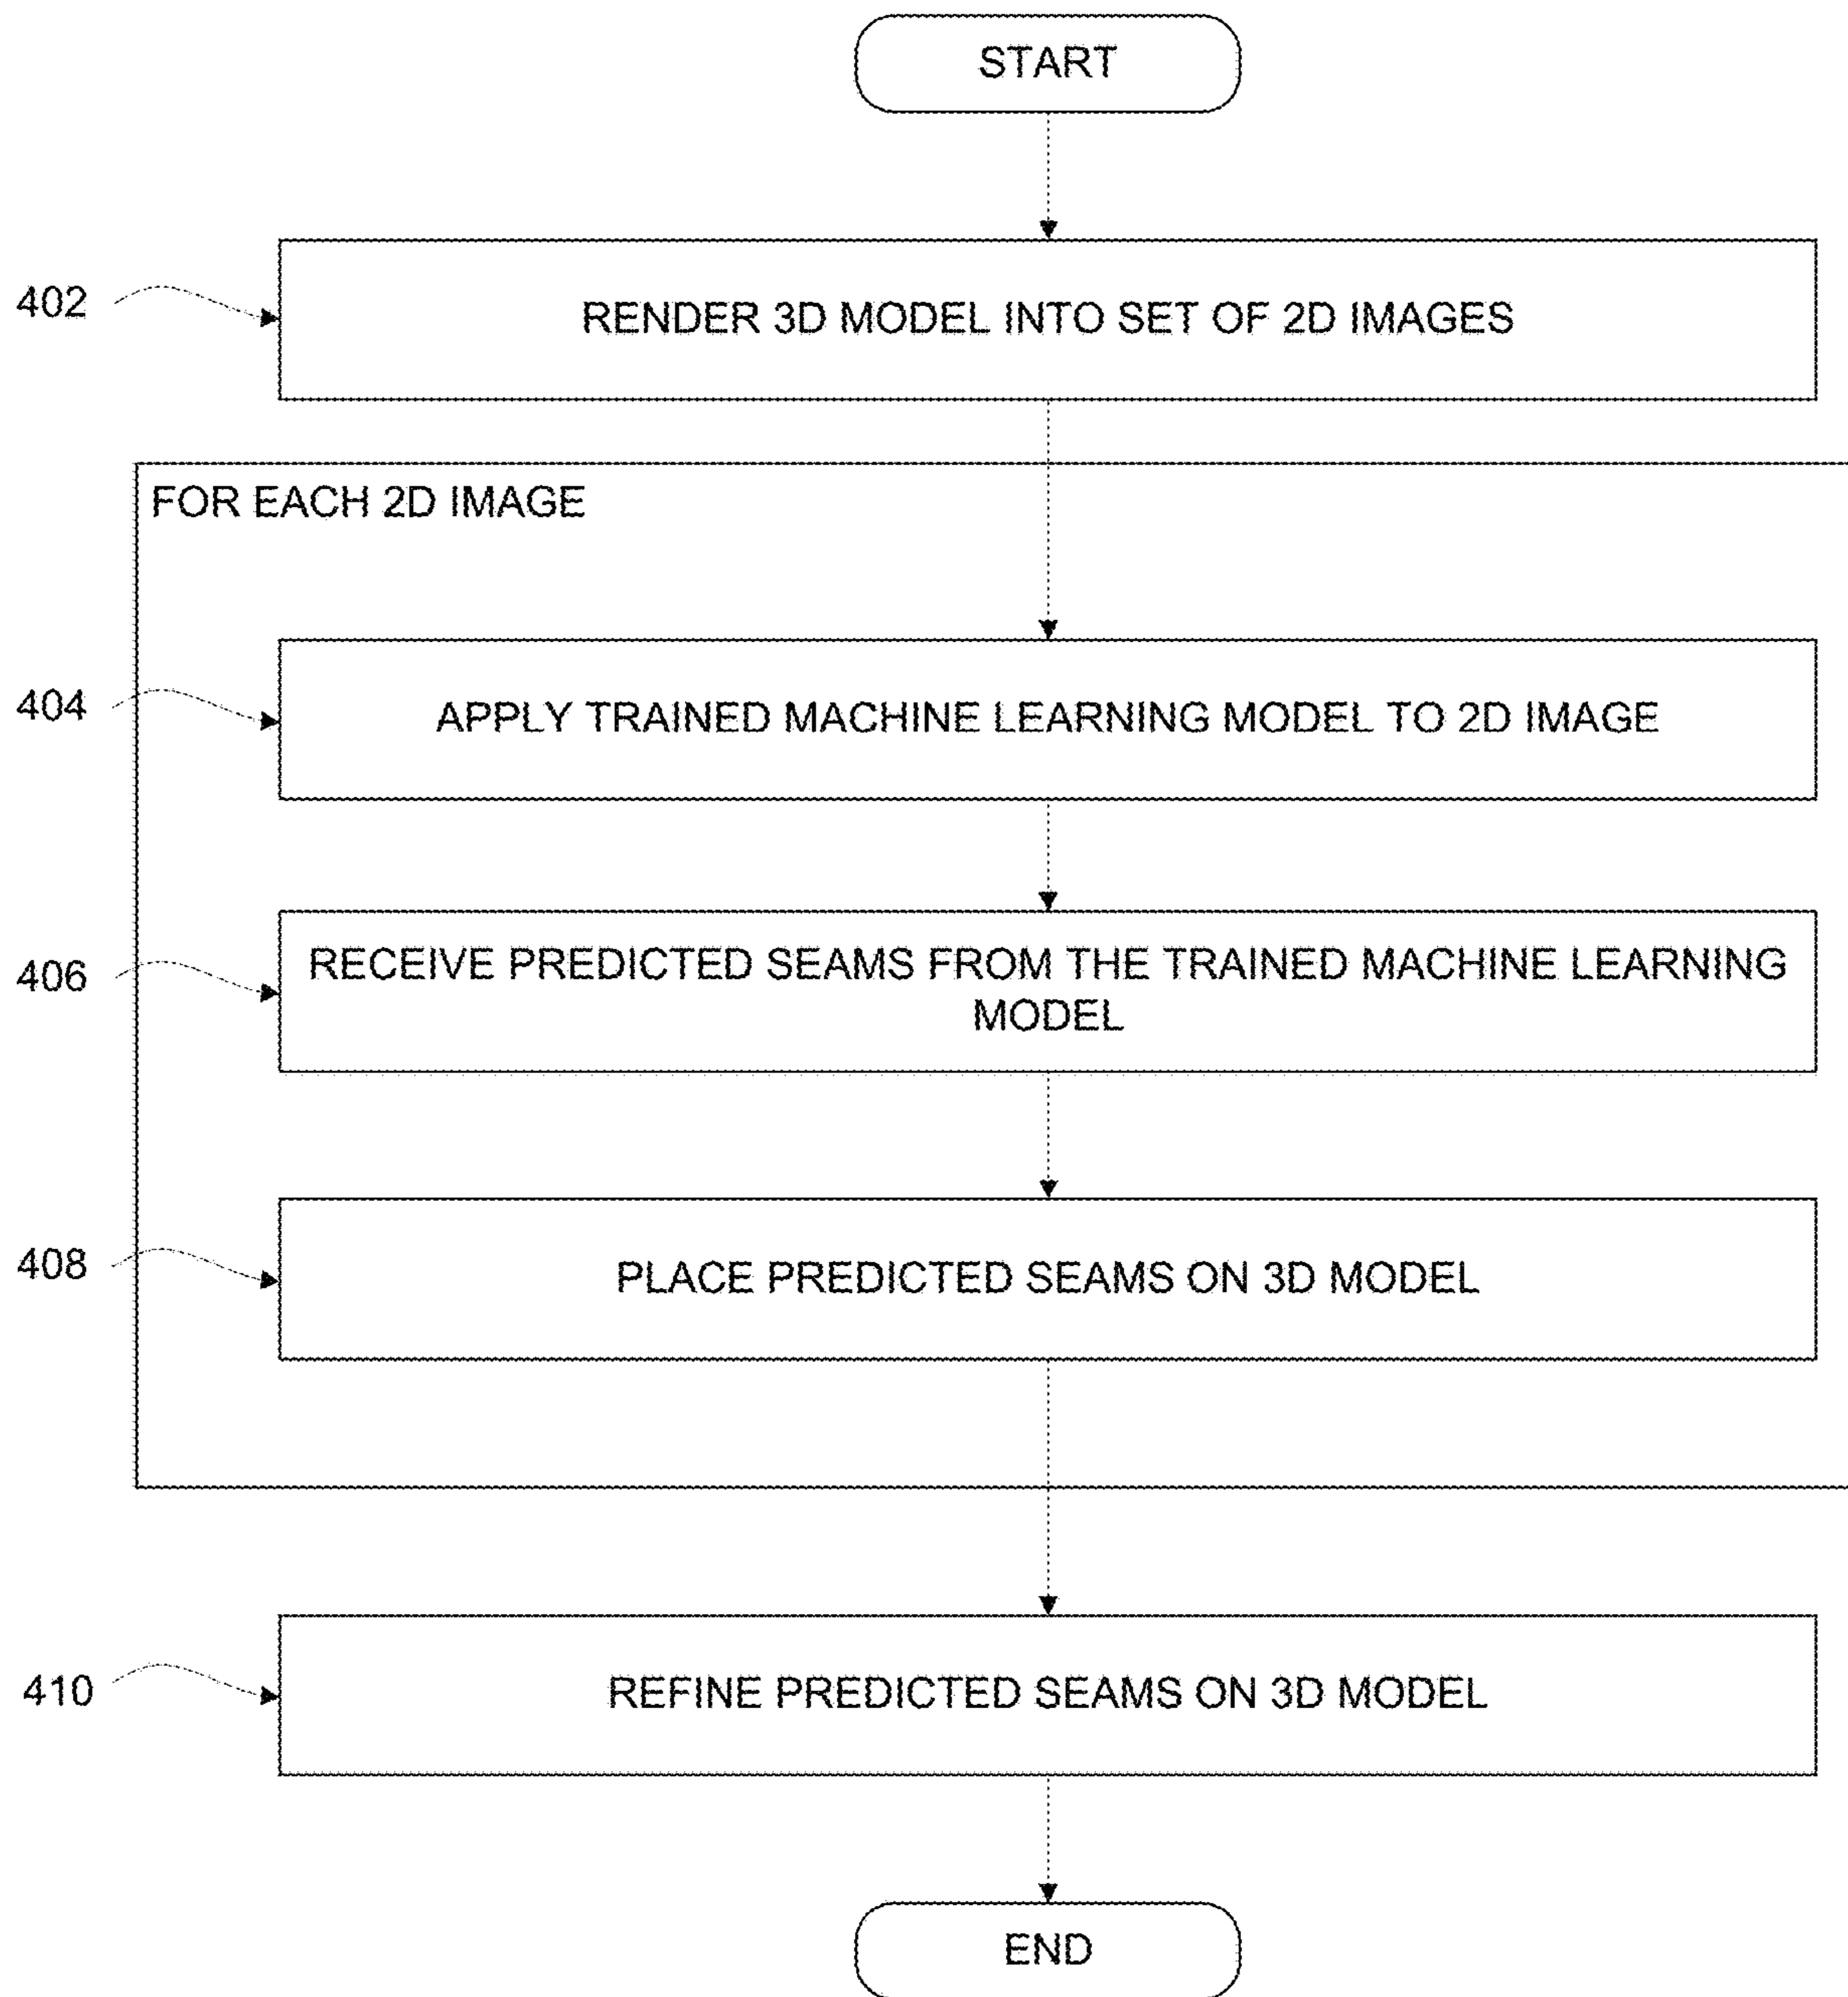 START
402
RENDER 3D MODEL INTO SET OF 2D IMAGES
FOR EACH 2D IMAGE
404
APPLY TRAINED MACHINE LEARNING MODEL TO 2D IMAGE
406
RECEIVE PREDICTED SEAMS FROM THE TRAINED MACHINE LEARNING
MODEL
408
PLACE PREDICTED SEAMS ON 3D MODEL
410
REFINE PREDICTED SEAMS ON 3D MODEL
END